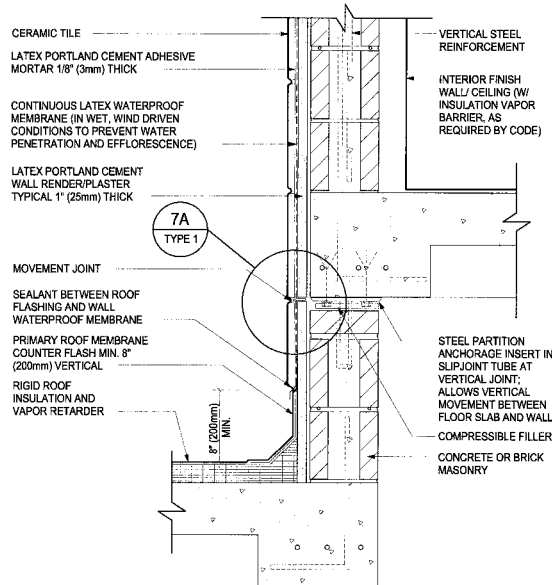 CERAMIC TILE
LATEX PORTLAND CEMENT ADHESIVE
MORTAR 1/8" (3mm) THICK
CONTINUOUS LATEX WATERPROOF
MEMBRANE (IN WET, WIND DRIVEN
CONDITIONS TO PREVENT WATER
PENETRATION AND EFFLORESCENCE)
LATEX PORTLAND CEMENT
WALL RENDER/PLASTER
TYPICAL 1" (25mm) THICK
7A
TYPE 1
MOVEMENT JOINT
SEALANT BETWEEN ROOF
FLASHING AND WALL
WATERPROOF MEMBRANE
PRIMARY ROOF MEMBRANE
COUNTER FLASH MIN. 8"
(200mm) VERTICAL
RIGID ROOF
INSULATION AND
VAPOR RETARDER
8" (200mm)
MIN.
VERTICAL STEEL
REINFORCEMENT
INTERIOR FINISH
WALL/ CEILING (W/
INSULATION VAPOR
BARRIER, AS
REQUIRED BY CODE)
STEEL PARTITION
ANCHORAGE INSERT IN
SLIPJOINT TUBE AT
VERTICAL JOINT;
ALLOWS VERTICAL
MOVEMENT BETWEEN
FLOOR SLAB AND WALL
COMPRESSIBLE FILLER
CONCRETE OR BRICK
MASONRY